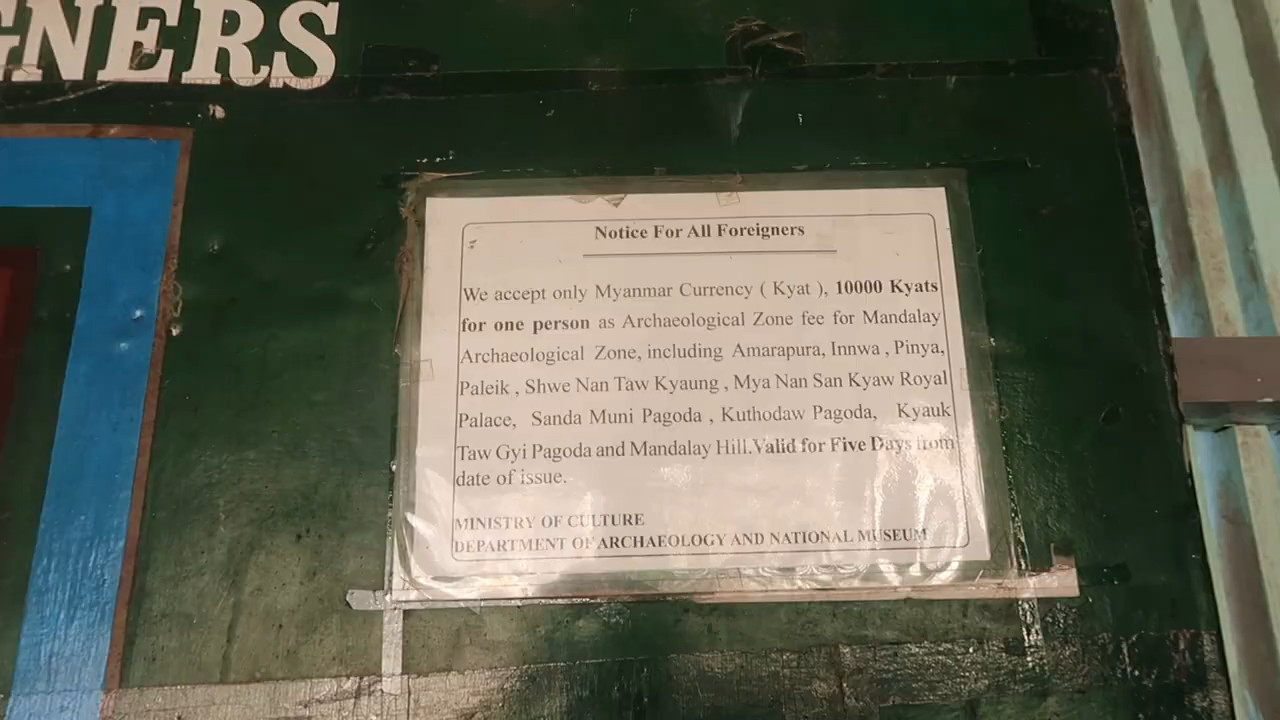 GNERS
Notice For All Foreigners
We accept only Myanmar Currency ( Kyat ), 10000 Kyats
for one person as Archaeological Zone fee for Mandalay
Archaeological Zone, including Amarapura, Innwa , Pinya,
Paleik , Shwe Nan Taw Kyaung , Mya Nan San Kyaw Royal
Palace, Sanda Muni Pagoda , Kuthodaw Pagoda, Kyauk
Taw Gyi Pagoda and Mandalay Hill.Valid for Five Days from
date of issue.
MINISTRY OF CULTURE
DEPARTMENT OF ARCHAEOLOGY AND NATIONAL MUSEUM